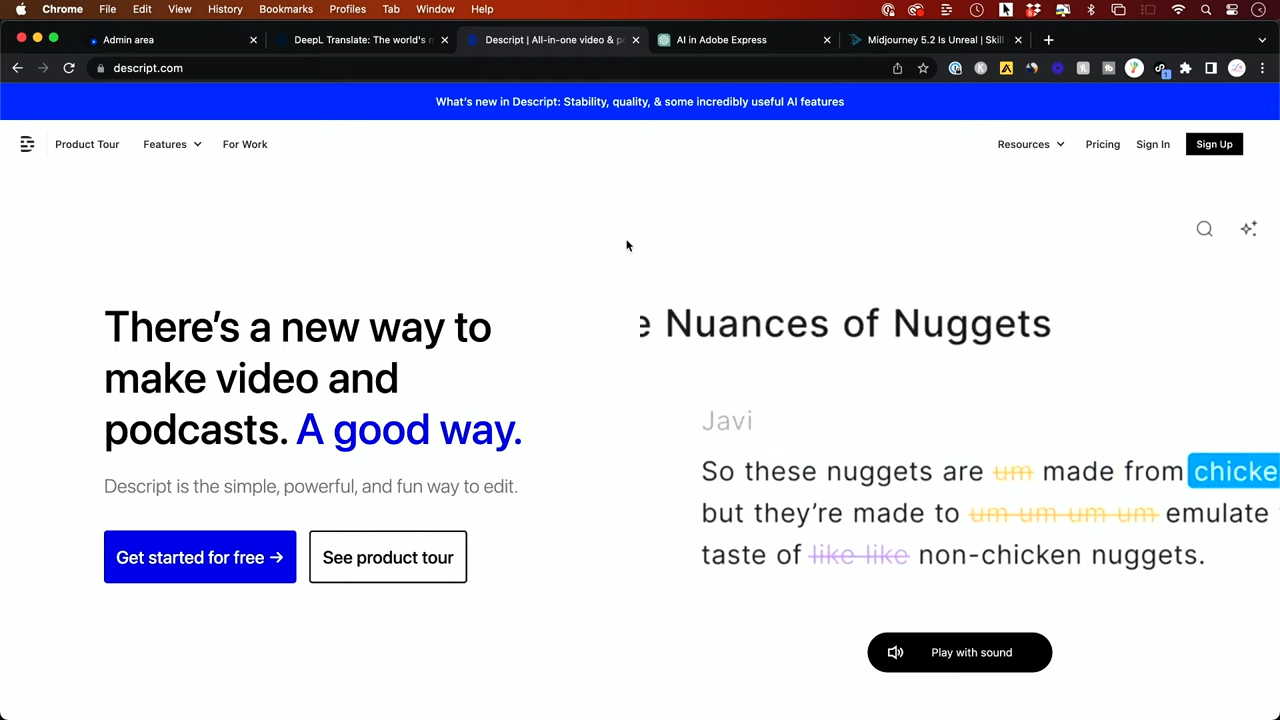 Chrome File Edit View History Bookmarks Profiles Tab Window Help
Admin area
DeepL Translate: The world's
Descript | All-in-one video & p
AI in Adobe Express
Midjourney 5.2 Is Unreal | Skil
descript.com
1
What's new in Descript: Stability, quality, & some incredibly useful AI features
Product Tour Features For Work Resources Pricing Sign In Sign Up
There's a new way to
make video and
podcasts. A good way.
Descript is the simple, powerful, and fun way to edit.
Get started for free → See product tour
e Nuances of Nuggets
Javi
So these nuggets are um made from chicke
but they're made to um um um um emulate
taste of like like non-chicken nuggets.
Play with sound